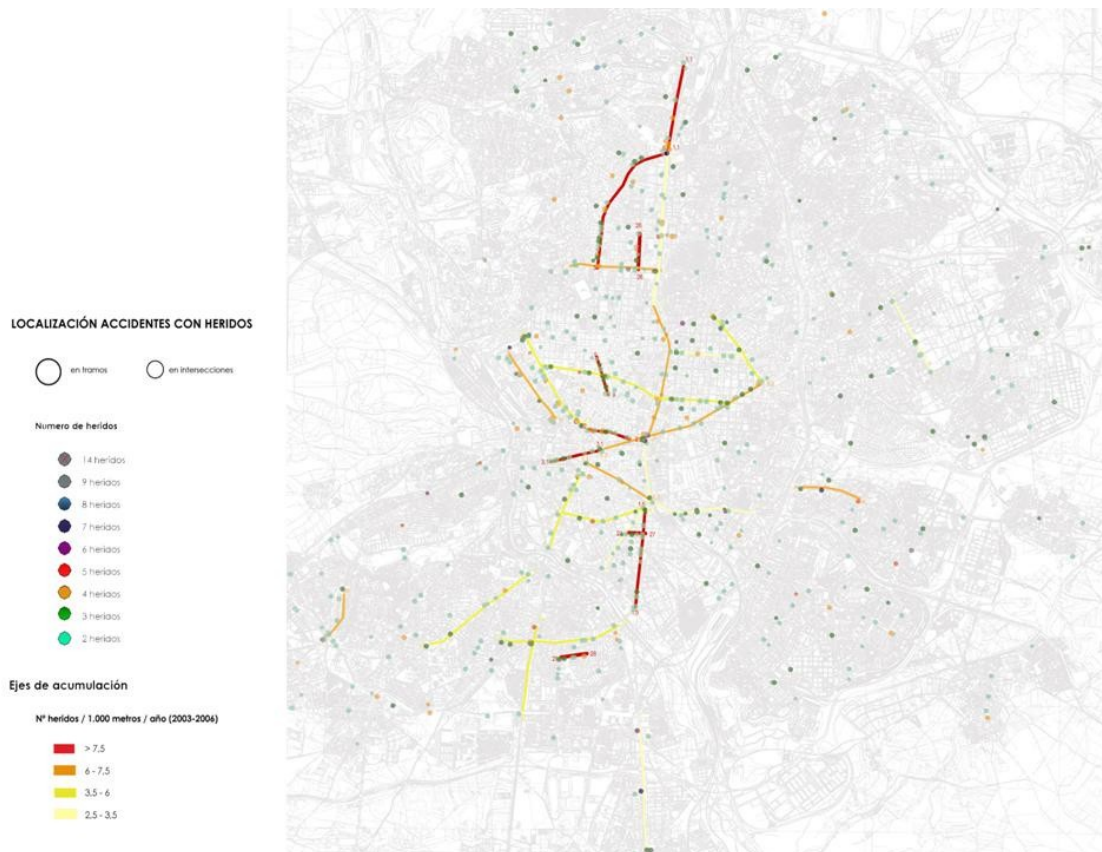 LOCALIZACIÓN ACCIDENTES CON HERIDOS
en tramos
en intersecciones
Numero de heridos
14 heridos
9 heridos
8 heridos
7 heridos
6 heridos
5 heridos
4 heridos
3 heridos
2 heridos
Ejes de acumulación
Nº heridos / 1.000 metros / año (2003-2006)
> 7,5
6 - 7,5
3,5 - 6
2,5 - 3,5